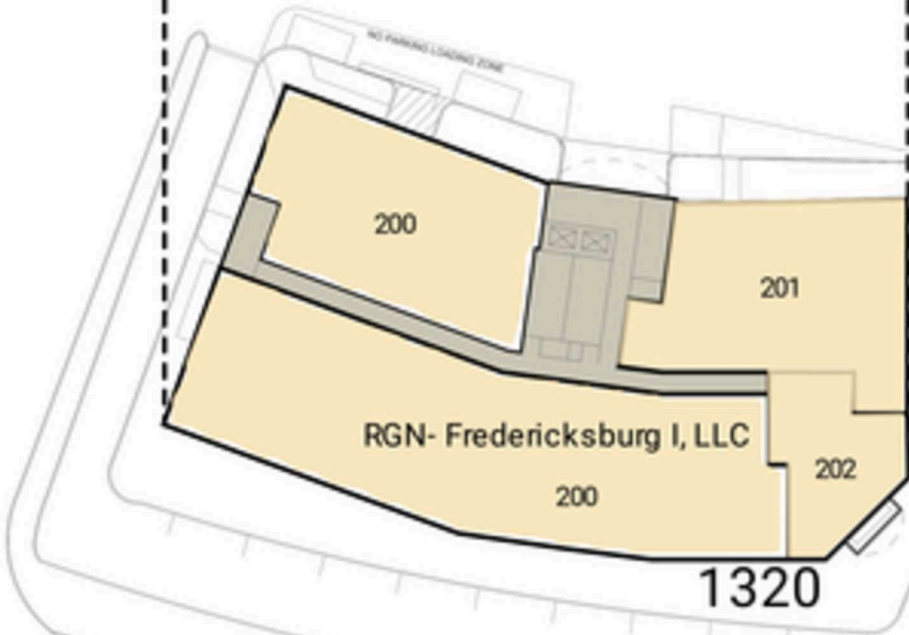 NO PARKING LOADING ZONE
200
201
RGN- Fredericksburg I, LLC
202
200
1320